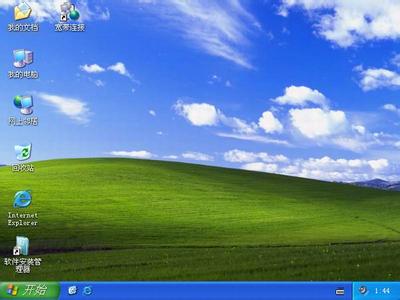 我的文档
宽带连接
我的电脑
网上邻居
回收站
Internet
Explorer
软件安装管
理器
开始
1:44